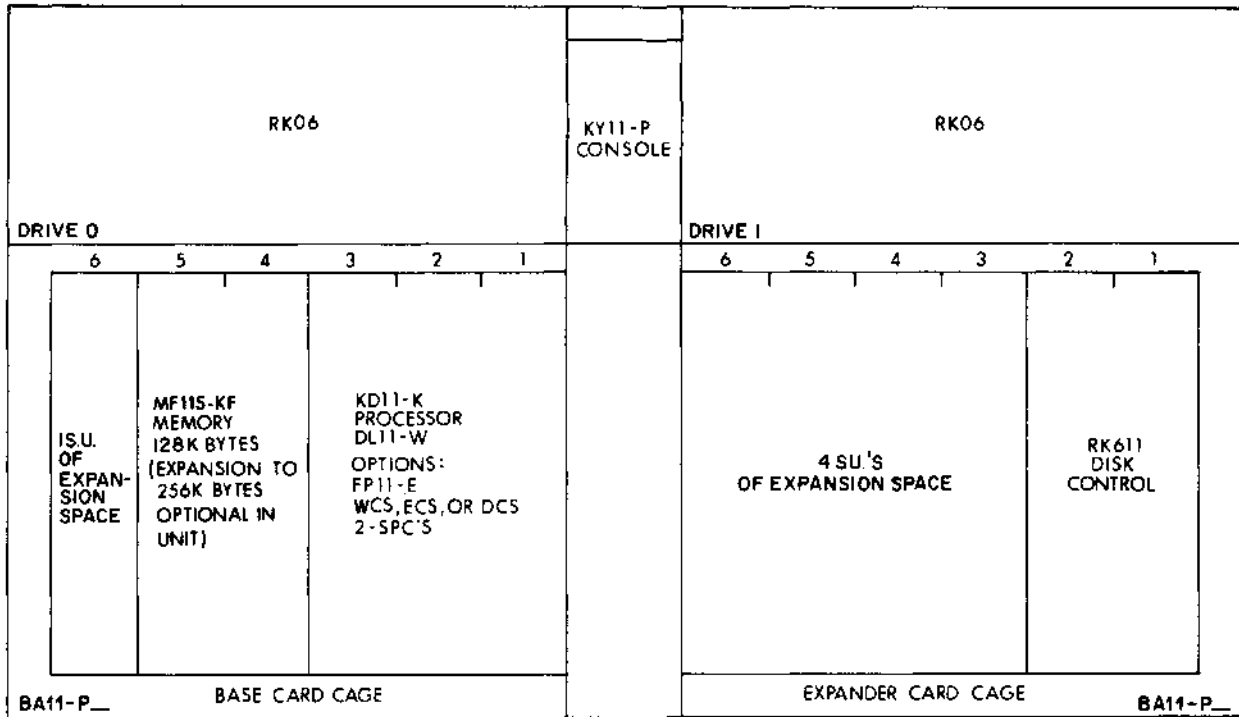 RK06
KY11-P
CONSOLE
RK06
DRIVE 0
DRIVE 1
6 5 4 3 2 1
6 5 4 3 2 1
1S.U.
OF
EXPAN-
SION
SPACE
MF11S-KF
MEMORY
128K BYTES
(EXPANSION TO
256K BYTES
OPTIONAL IN
UNIT)
KD11-K
PROCESSOR
DL11-W
OPTIONS:
FP11-E
WCS, ECS, OR DCS
2-SPC'S
4 SU.'S
OF EXPANSION SPACE
RK611
DISK
CONTROL
BASE CARD CAGE
EXPANDER CARD CAGE
BA11-P__
BA11-P__